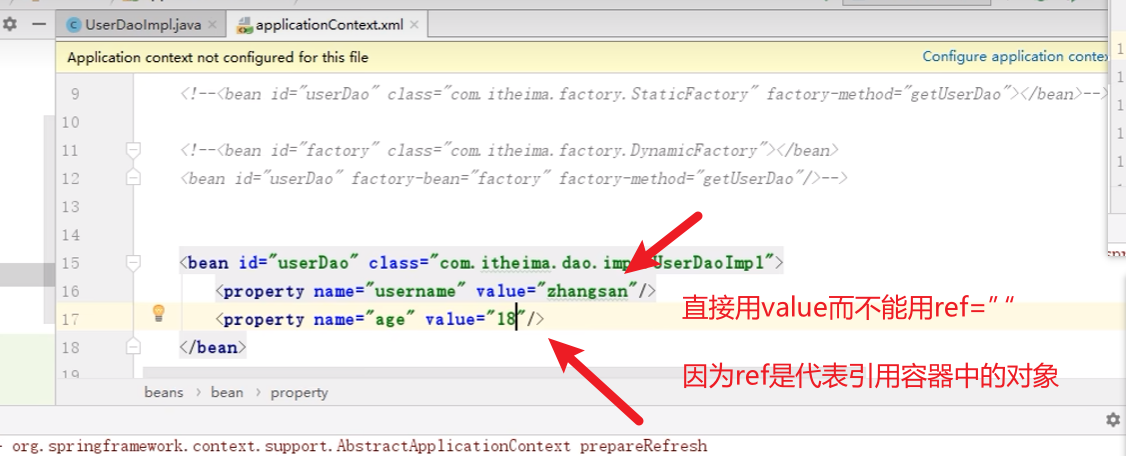 UserDaoImpl.java
applicationContext.xml
Application context not configured for this file
Configure application contex
9 <!--<bean id="userDao" class="com.itheima.factory.StaticFactory" factory-method="getUserDao"></bean>-->
10
11 <!--<bean id="factory" class="com.itheima.factory.DynamicFactory"></bean>
12 <bean id="userDao" factory-bean="factory" factory-method="getUserDao"/>-->
13
14
15 <bean id="userDao" class="com.itheima.dao.impl.UserDaoImpl">
16 <property name="username" value="zhangsan"/>
直接用value而不能用ref=” “
17 <property name="age" value="18"/>
18 </bean>
因为ref是代表引用容器中的对象
19
beans › bean › property
- org.springframework.context.support.AbstractApplicationContext prepareRefresh